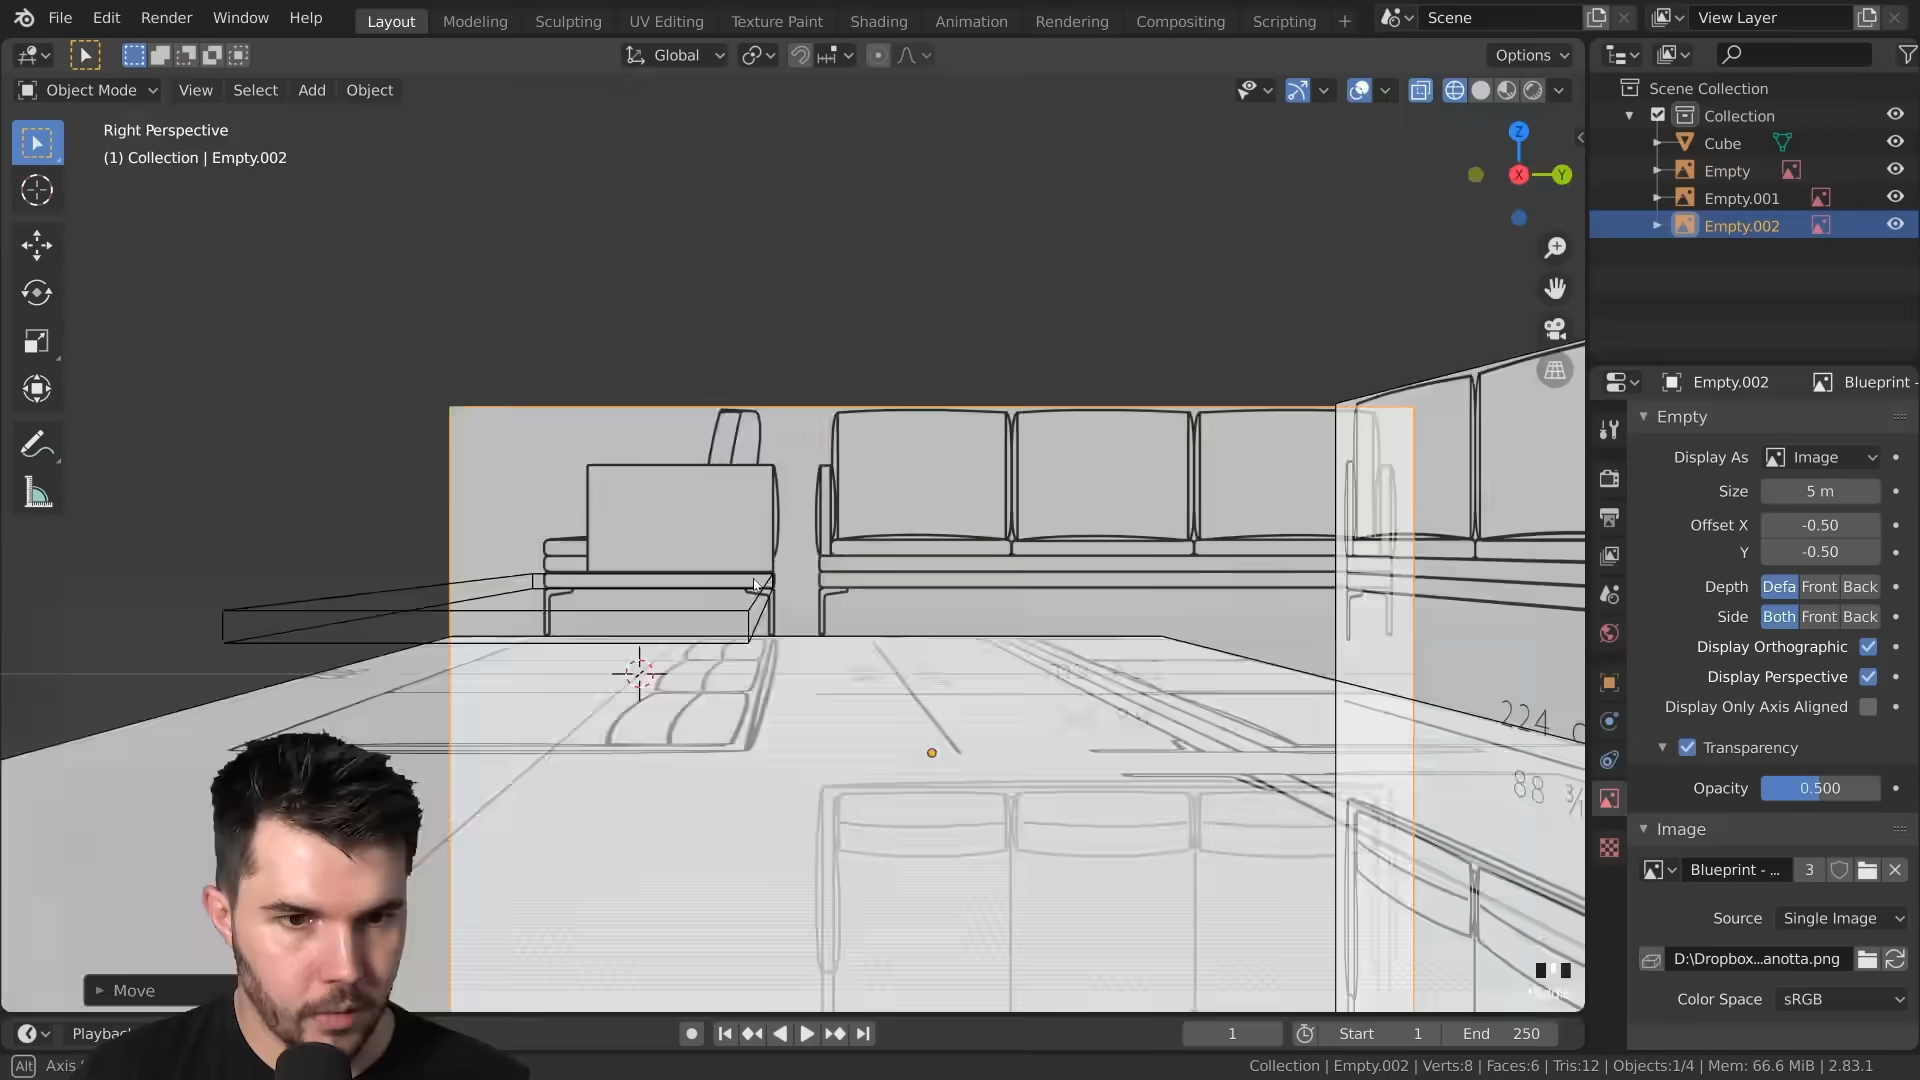 File Edit Render Window Help Layout Modeling Sculpting UV Editing Texture Paint Shading Animation Rendering Compositing Scripting + Scene View Layer
Global Options
Object Mode View Select Add Object
Right Perspective
(1) Collection | Empty.002
Z
X
Y
Scene Collection
Collection
Cube
Empty
Empty.001
Empty.002
Empty.002 Blueprint -
Empty
Display As Image
Size 5 m
Offset X -0.50
Y -0.50
Depth Defa Front Back
Side Both Front Back
Display Orthographic
Display Perspective
Display Only Axis Aligned
Transparency
Opacity 0.500
Image
Blueprint - ... 3
Source Single Image
D:\Dropbox...anotta.png
Color Space sRGB
224
88 ¾
Move
1 Start 1 End 250
Alt Axis
Collection | Empty.002 | Verts:8 | Faces:6 | Tris:12 | Objects:1/4 | Mem: 66.6 MiB | 2.83.1